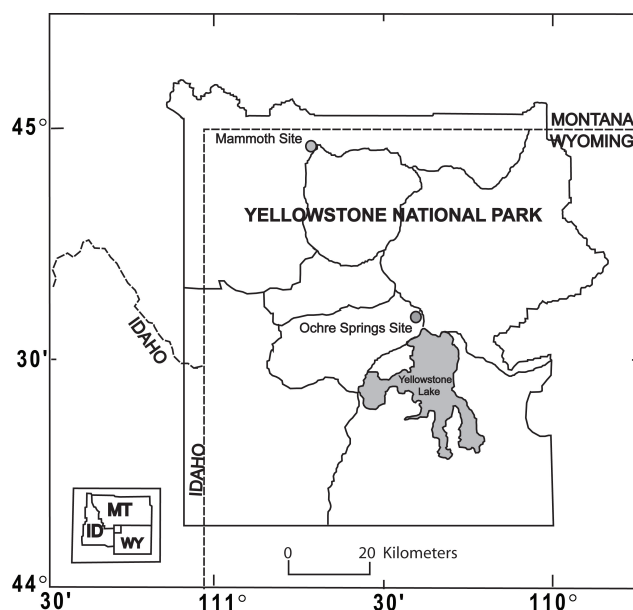 45°
MONTANA
WYOMING
Mammoth Site
YELLOWSTONE NATIONAL PARK
IDAHO
Ochre Springs Site
30'
Yellowstone
Lake
IDAHO
MT
ID
WY
0 20 Kilometers
44°
30' 111° 30' 110°